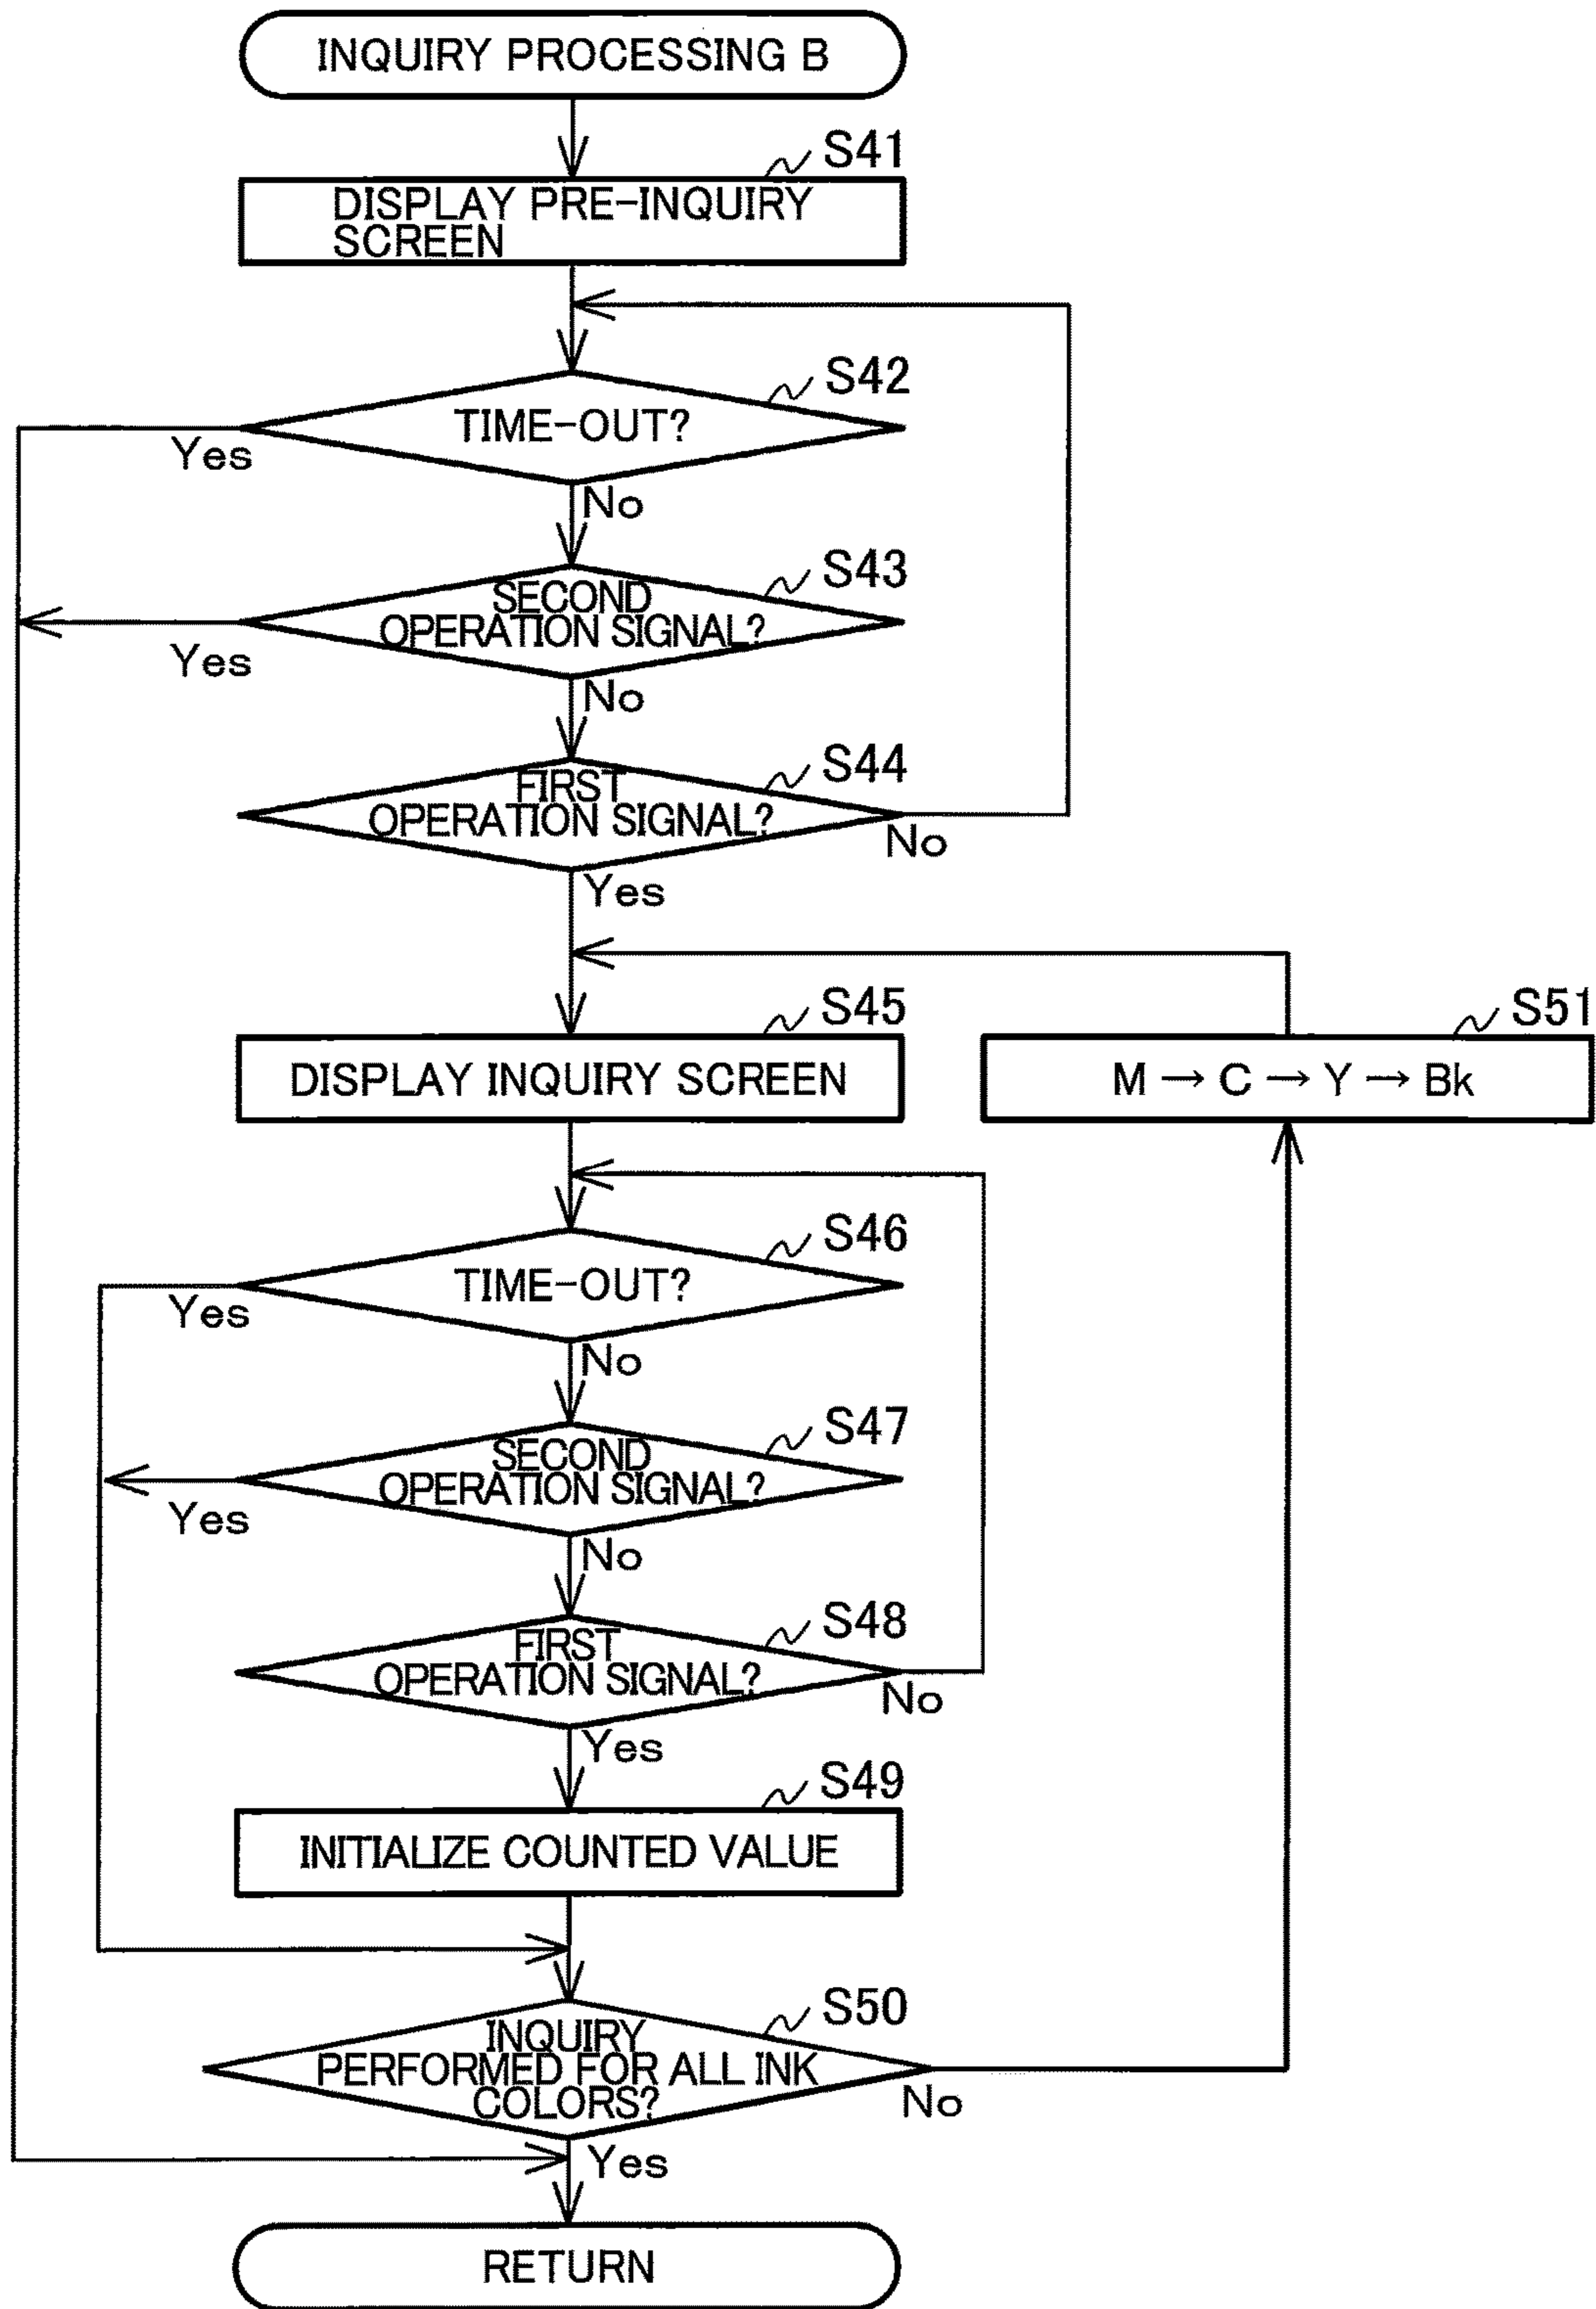 INQUIRY PROCESSING B
S41
DISPLAY PRE-INQUIRY
SCREEN
S42
TIME-OUT?
Yes
No
S43
SECOND
OPERATION SIGNAL?
Yes
No
S44
FIRST
OPERATION SIGNAL?
No
Yes
S45
DISPLAY INQUIRY SCREEN
S51
M → C → Y → Bk
S46
TIME-OUT?
Yes
No
S47
SECOND
OPERATION SIGNAL?
Yes
No
S48
FIRST
OPERATION SIGNAL?
No
Yes
S49
INITIALIZE COUNTED VALUE
S50
INQUIRY
PERFORMED FOR ALL INK
COLORS?
No
Yes
RETURN